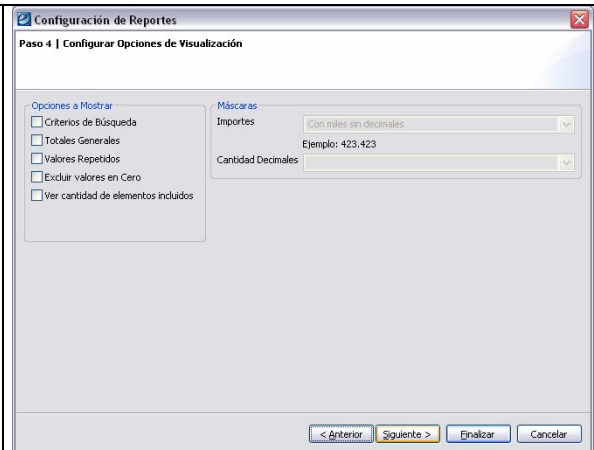 Configuración de Reportes
Paso 4 | Configurar Opciones de Visualización
Opciones a Mostrar
Criterios de Búsqueda
Totales Generales
Valores Repetidos
Excluir valores en Cero
Ver cantidad de elementos incluidos
Máscaras
Importes
Con miles sin decimales
Ejemplo: 423.423
Cantidad Decimales
< Anterior
Siguiente >
Finalizar
Cancelar